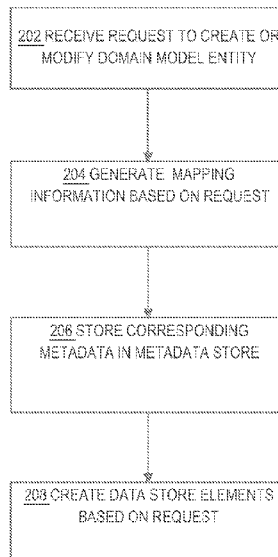 202 RECEIVE REQUEST TO CREATE OR
MODIFY DOMAIN MODEL ENTITY
204 GENERATE MAPPING
INFORMATION BASED ON REQUEST
206 STORE CORRESPONDING
METADATA IN METADATA STORE
208 CREATE DATA STORE ELEMENTS
BASED ON REQUEST